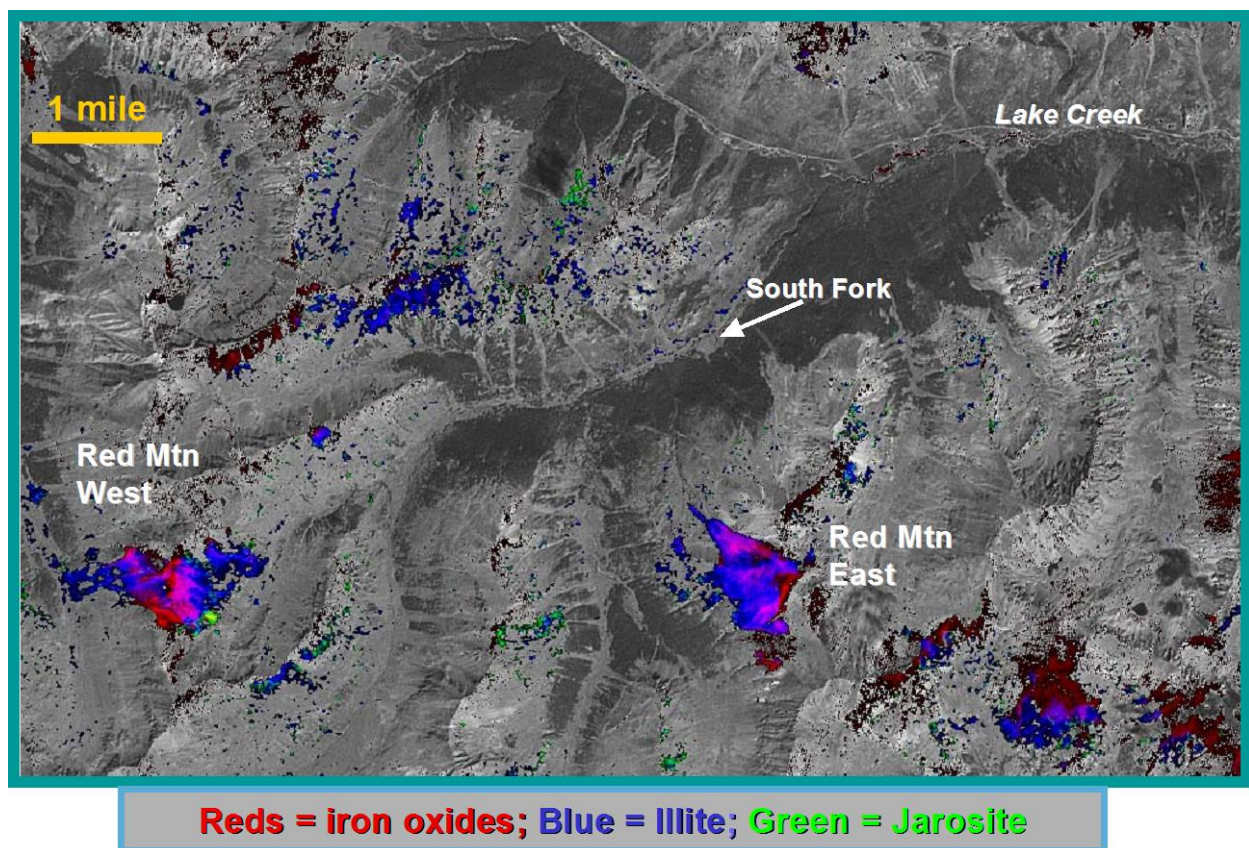 1 mile
Lake Creek
South Fork
Red Mtn
West
Red Mtn
East
Reds = iron oxides; Blue = Illite; Green = Jarosite